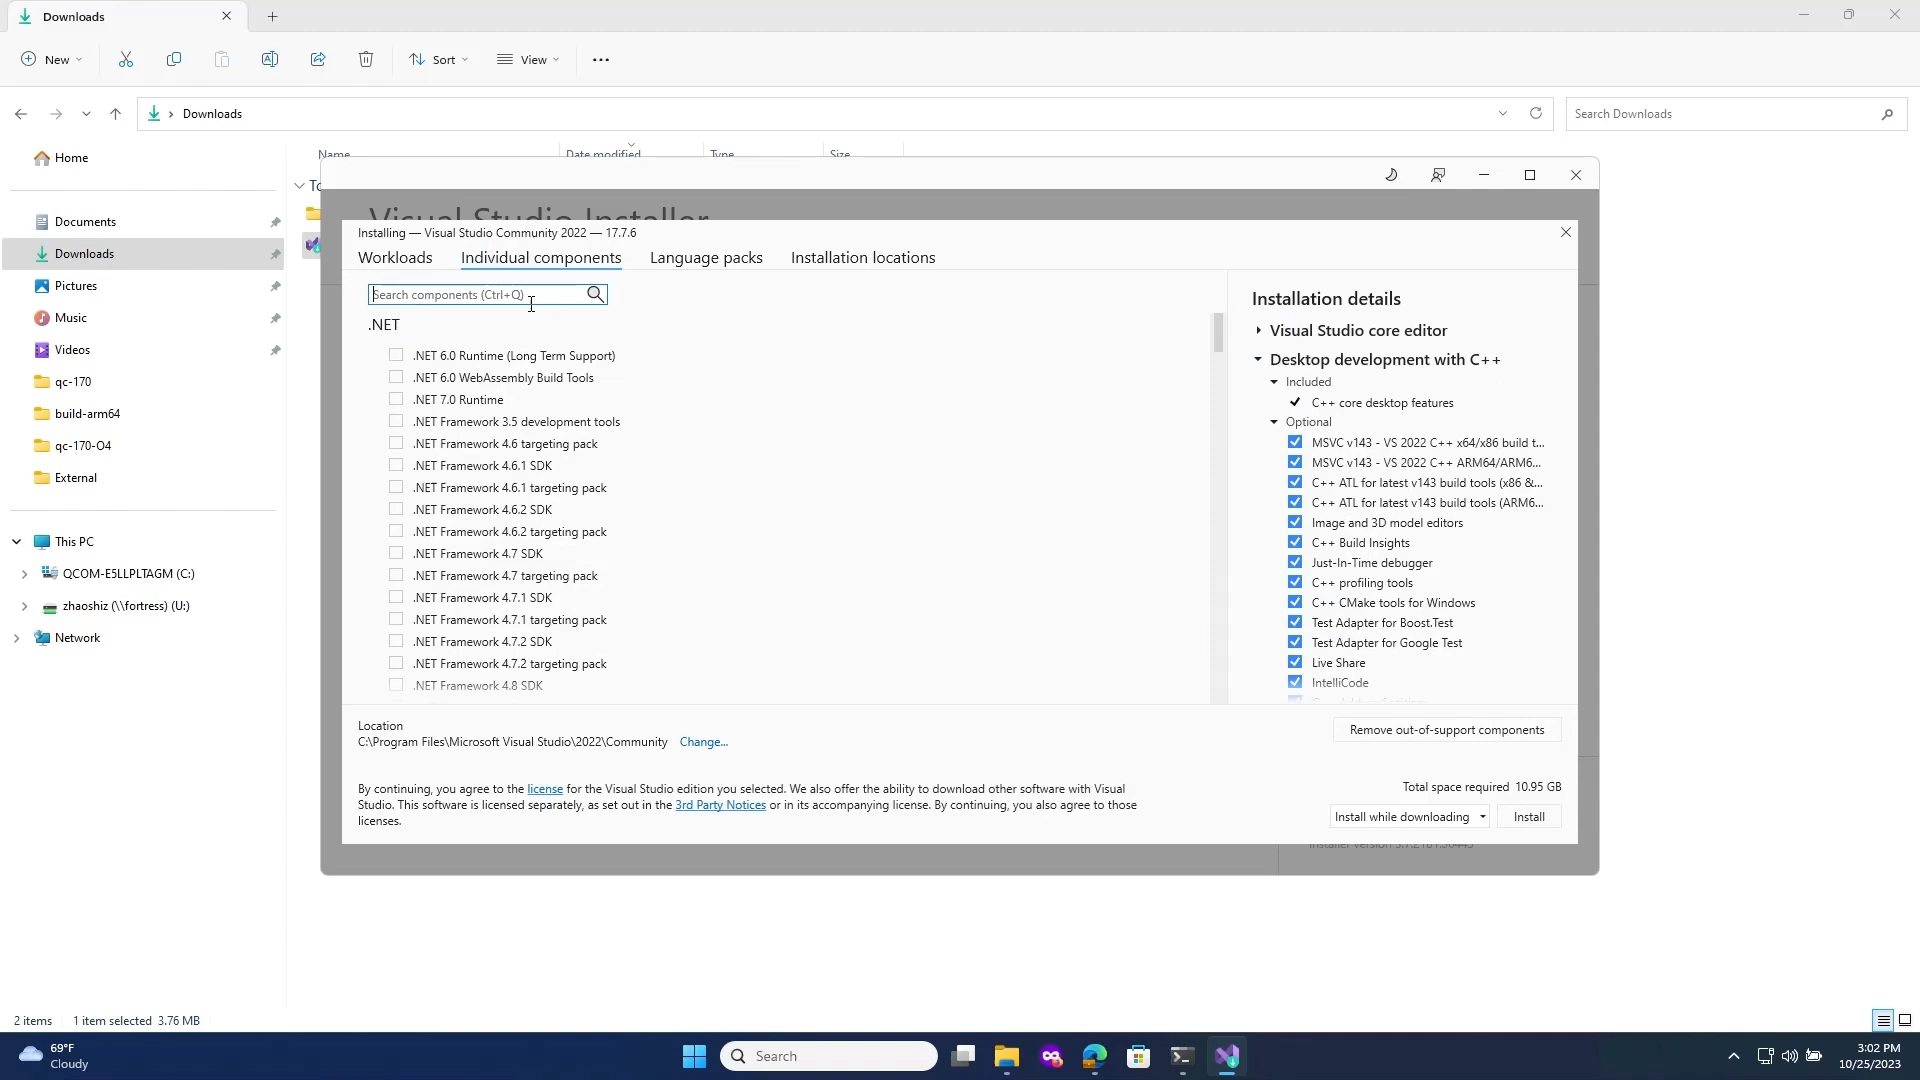 Downloads
New
Sort
View
Downloads
Search Downloads
Home
Documents
Downloads
Pictures
Music
Videos
qc-170
build-arm64
qc-170-O4
External
This PC
QCOM-E5LLPLTAGM (C:)
zhaoshiz (\\fortress) (U:)
Network
Name
Date modified
Type
Size
Visual Studio Installer
Installing — Visual Studio Community 2022 — 17.7.6
Workloads
Individual components
Language packs
Installation locations
Search components (Ctrl+Q)
.NET
.NET 6.0 Runtime (Long Term Support)
.NET 6.0 WebAssembly Build Tools
.NET 7.0 Runtime
.NET Framework 3.5 development tools
.NET Framework 4.6 targeting pack
.NET Framework 4.6.1 SDK
.NET Framework 4.6.1 targeting pack
.NET Framework 4.6.2 SDK
.NET Framework 4.6.2 targeting pack
.NET Framework 4.7 SDK
.NET Framework 4.7 targeting pack
.NET Framework 4.7.1 SDK
.NET Framework 4.7.1 targeting pack
.NET Framework 4.7.2 SDK
.NET Framework 4.7.2 targeting pack
.NET Framework 4.8 SDK
Installation details
Visual Studio core editor
Desktop development with C++
Included
C++ core desktop features
Optional
MSVC v143 - VS 2022 C++ x64/x86 build t...
MSVC v143 - VS 2022 C++ ARM64/ARM6...
C++ ATL for latest v143 build tools (x86 &...
C++ ATL for latest v143 build tools (ARM6...
Image and 3D model editors
C++ Build Insights
Just-In-Time debugger
C++ profiling tools
C++ CMake tools for Windows
Test Adapter for Boost.Test
Test Adapter for Google Test
Live Share
IntelliCode
Location
C:\Program Files\Microsoft Visual Studio\2022\Community Change...
Remove out-of-support components
By continuing, you agree to the license for the Visual Studio edition you selected. We also offer the ability to download other software with Visual
Studio. This software is licensed separately, as set out in the 3rd Party Notices or in its accompanying license. By continuing, you also agree to those
licenses.
Total space required 10.95 GB
Install while downloading
Install
2 items 1 item selected 3.76 MB
69°F
Cloudy
Search
3:02 PM
10/25/2023